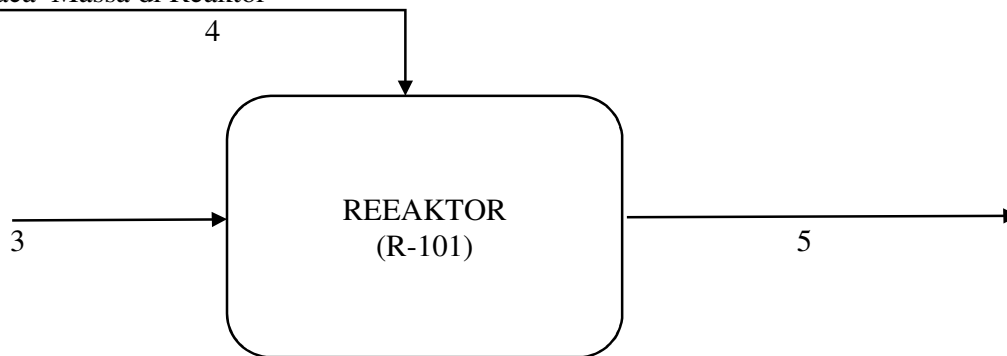 Massa di Reaktor
4
REEAKTOR
(R-101)
3
5